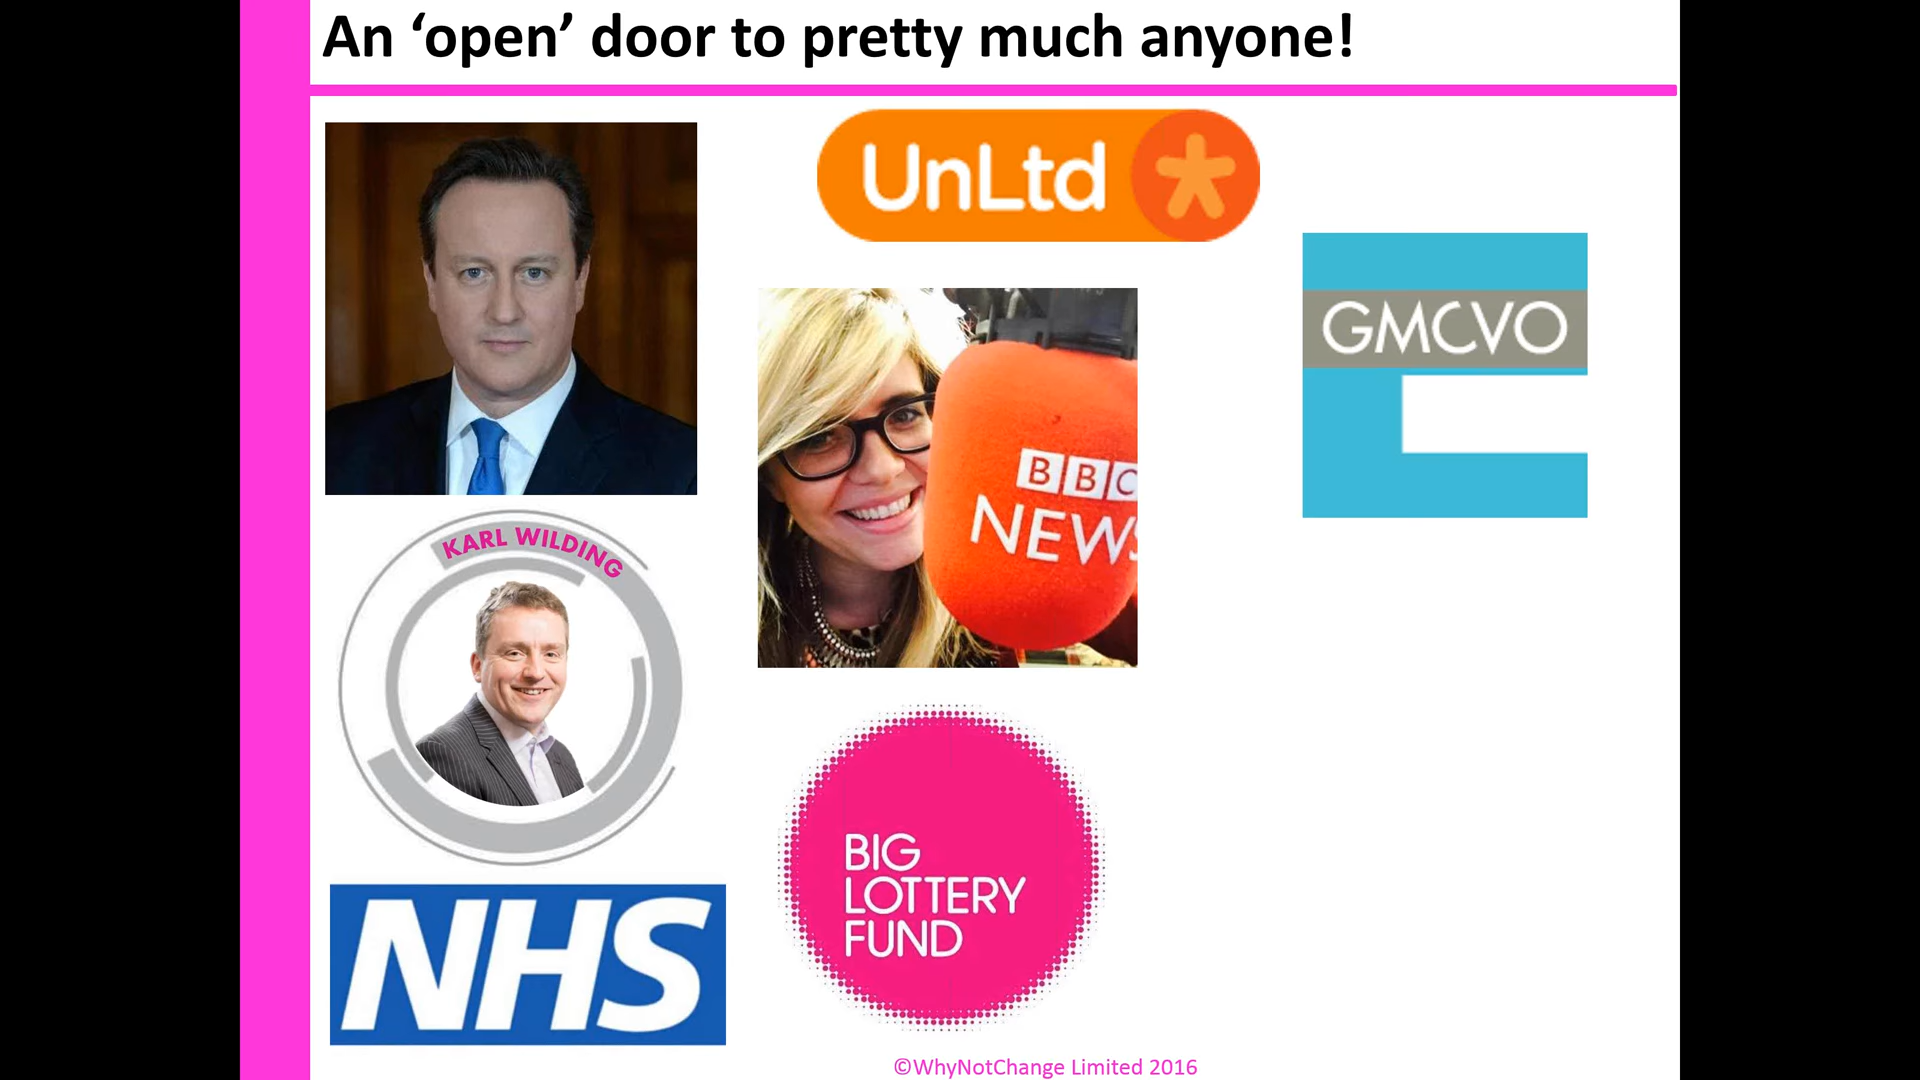 An ‘open’ door to pretty much anyone!
UnLtd
GMCVO
BBC
NEWS
KARL WILDING
BIG
LOTTERY
FUND
NHS
©WhyNotChange Limited 2016